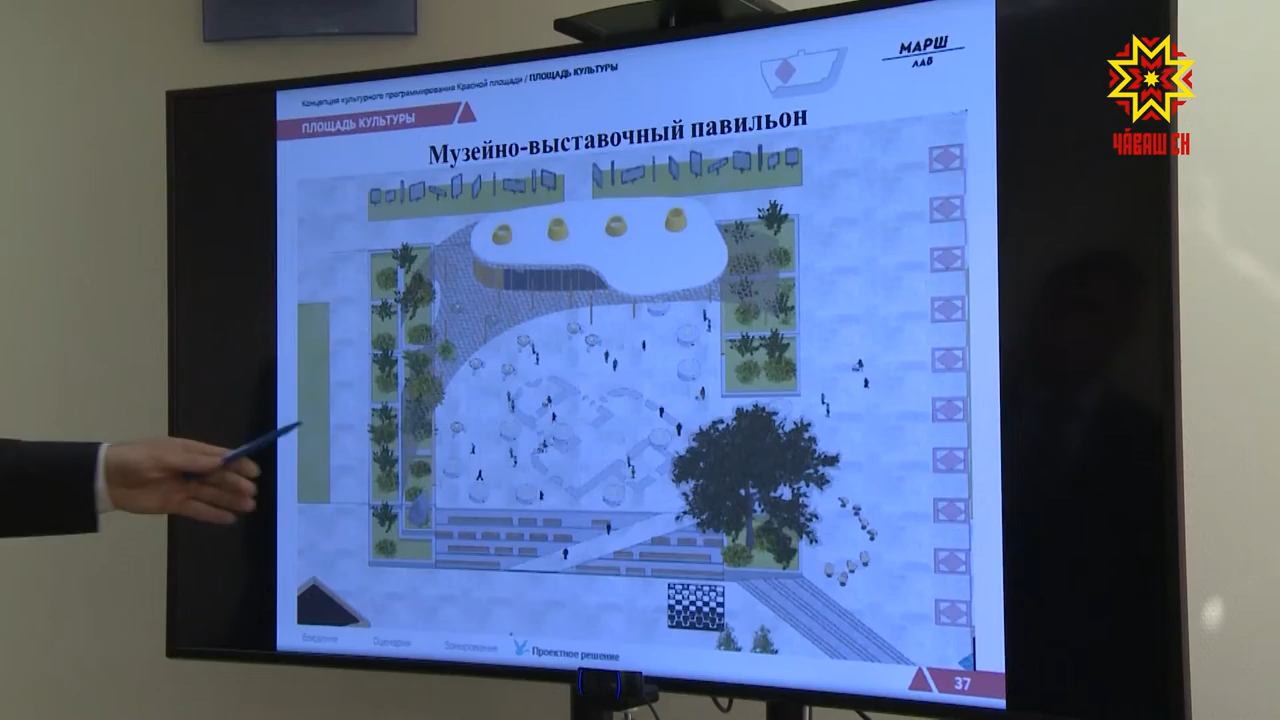 Концепция культурного программирования Красной площади / ПЛОЩАДЬ КУЛЬТУРЫ
МАРШ
ЛАБ
ПЛОЩАДЬ КУЛЬТУРЫ
Музейно-выставочный павильон
ЧӐВАШ ЕН
Введение
Сценарии
Зонирование
Проектное решение
37